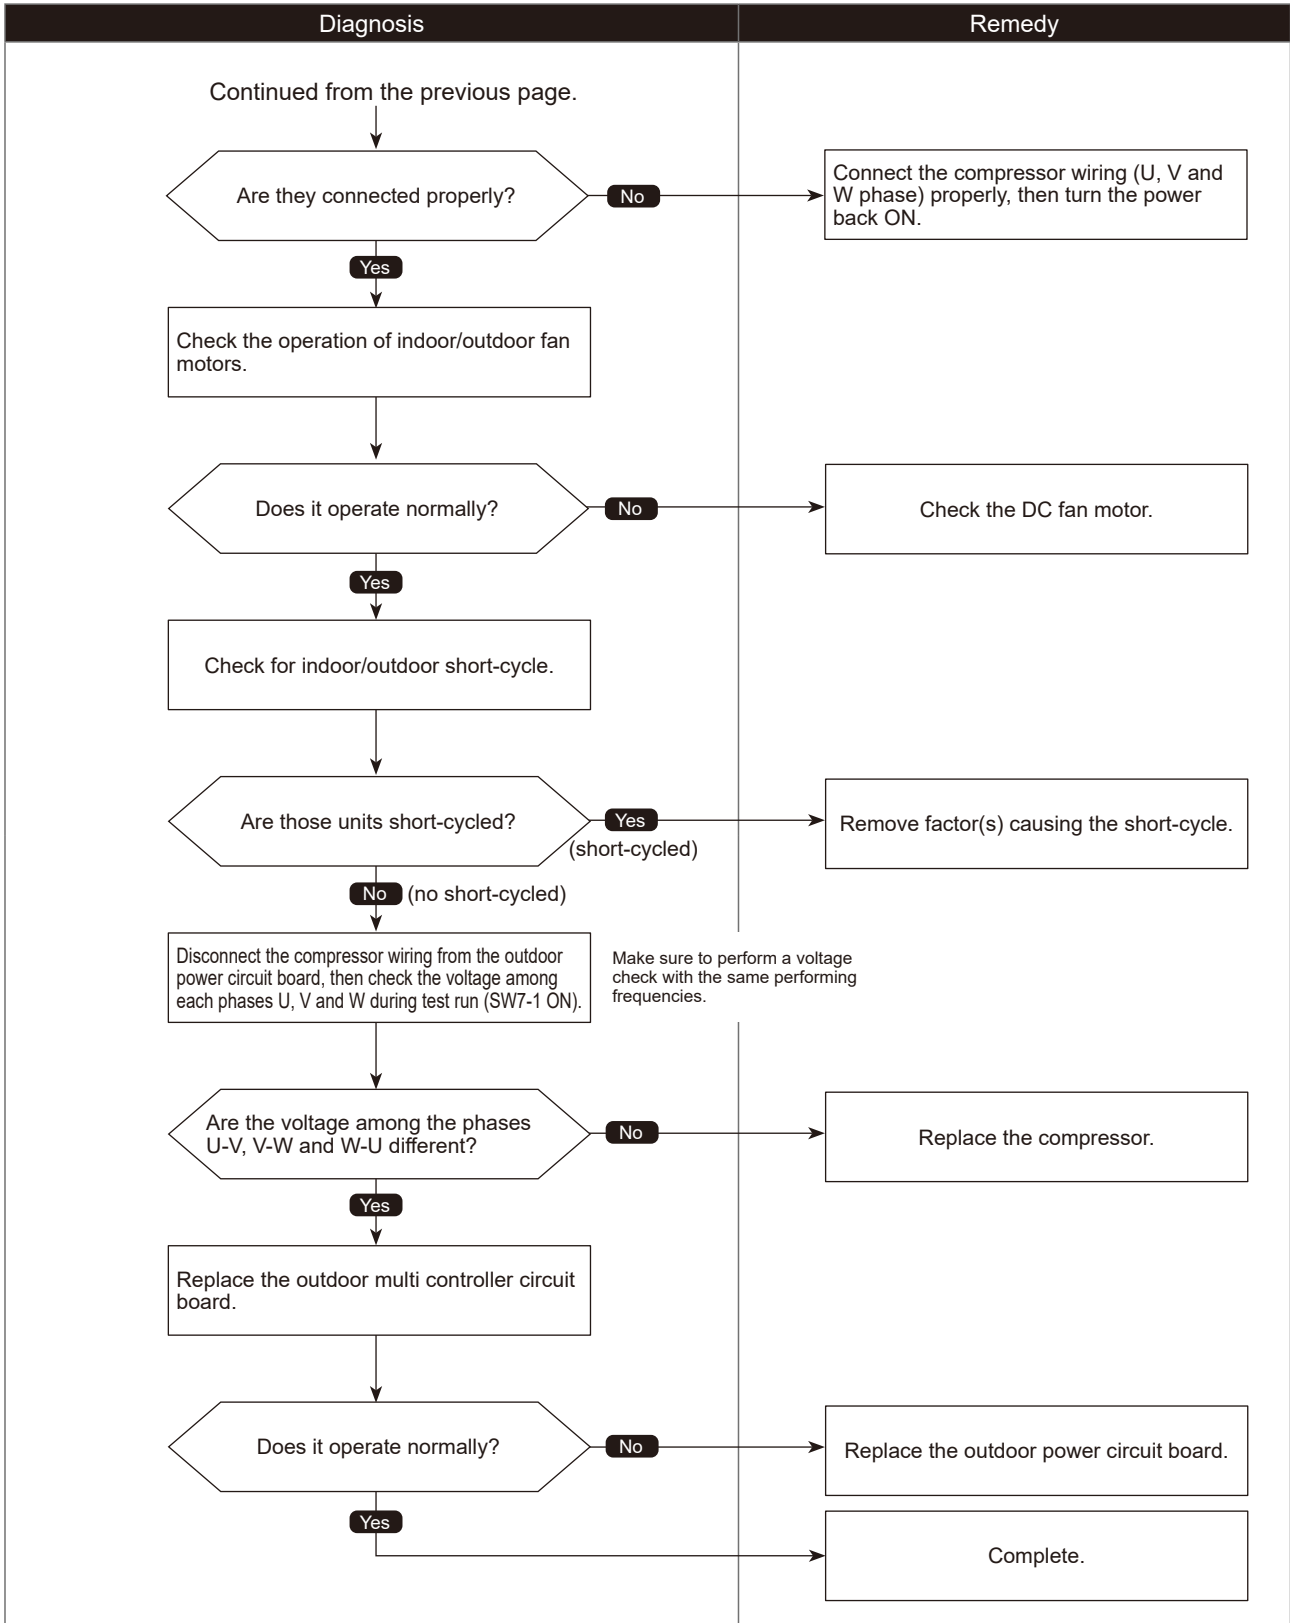 Diagnosis
Remedy
Continued from the previous page.
Are they connected properly?
No
Connect the compressor wiring (U, V and
W phase) properly, then turn the power
back ON.
Yes
Check the operation of indoor/outdoor fan
motors.
Does it operate normally?
No
Check the DC fan motor.
Yes
Check for indoor/outdoor short-cycle.
Are those units short-cycled?
Yes
(short-cycled)
Remove factor(s) causing the short-cycle.
No (no short-cycled)
Disconnect the compressor wiring from the outdoor
power circuit board, then check the voltage among
each phases U, V and W during test run (SW7-1 ON).
Make sure to perform a voltage
check with the same performing
frequencies.
Are the voltage among the phases
U-V, V-W and W-U different?
No
Replace the compressor.
Yes
Replace the outdoor multi controller circuit
board.
Does it operate normally?
No
Replace the outdoor power circuit board.
Yes
Complete.